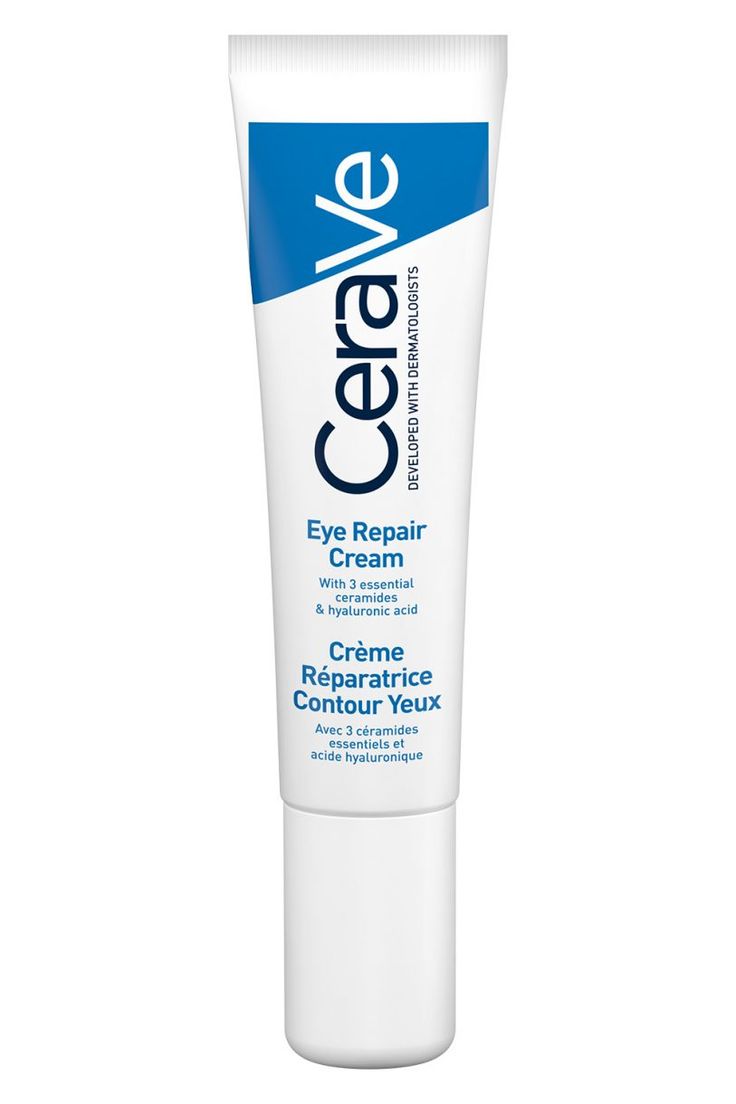 CeraVe
DEVELOPED WITH DERMATOLOGISTS
Eye Repair
Cream
With 3 essential
ceramides
& hyaluronic acid
Crème
Réparatrice
Contour Yeux
Avec 3 céramides
essentiels et
acide hyaluronique